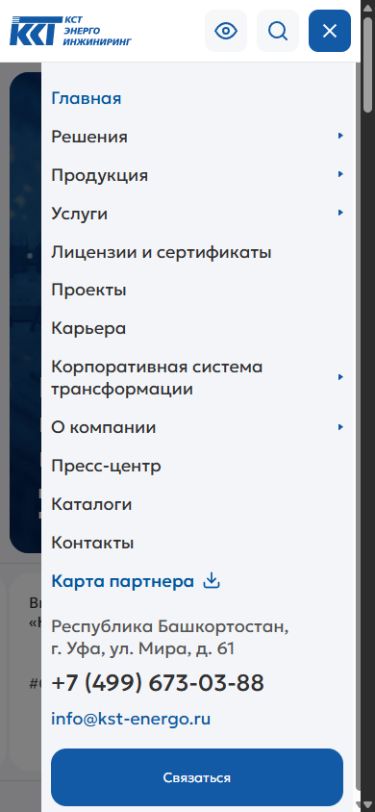 КСТ
ЭНЕРГО
ИНЖИНИРИНГ
Главная
Решения
Продукция
Услуги
Лицензии и сертификаты
Проекты
Карьера
Корпоративная система
трансформации
О компании
Пресс-центр
Каталоги
Контакты
Карта партнера
Республика Башкортостан,
г. Уфа, ул. Мира, д. 61
+7 (499) 673-03-88
info@kst-energo.ru
Связаться